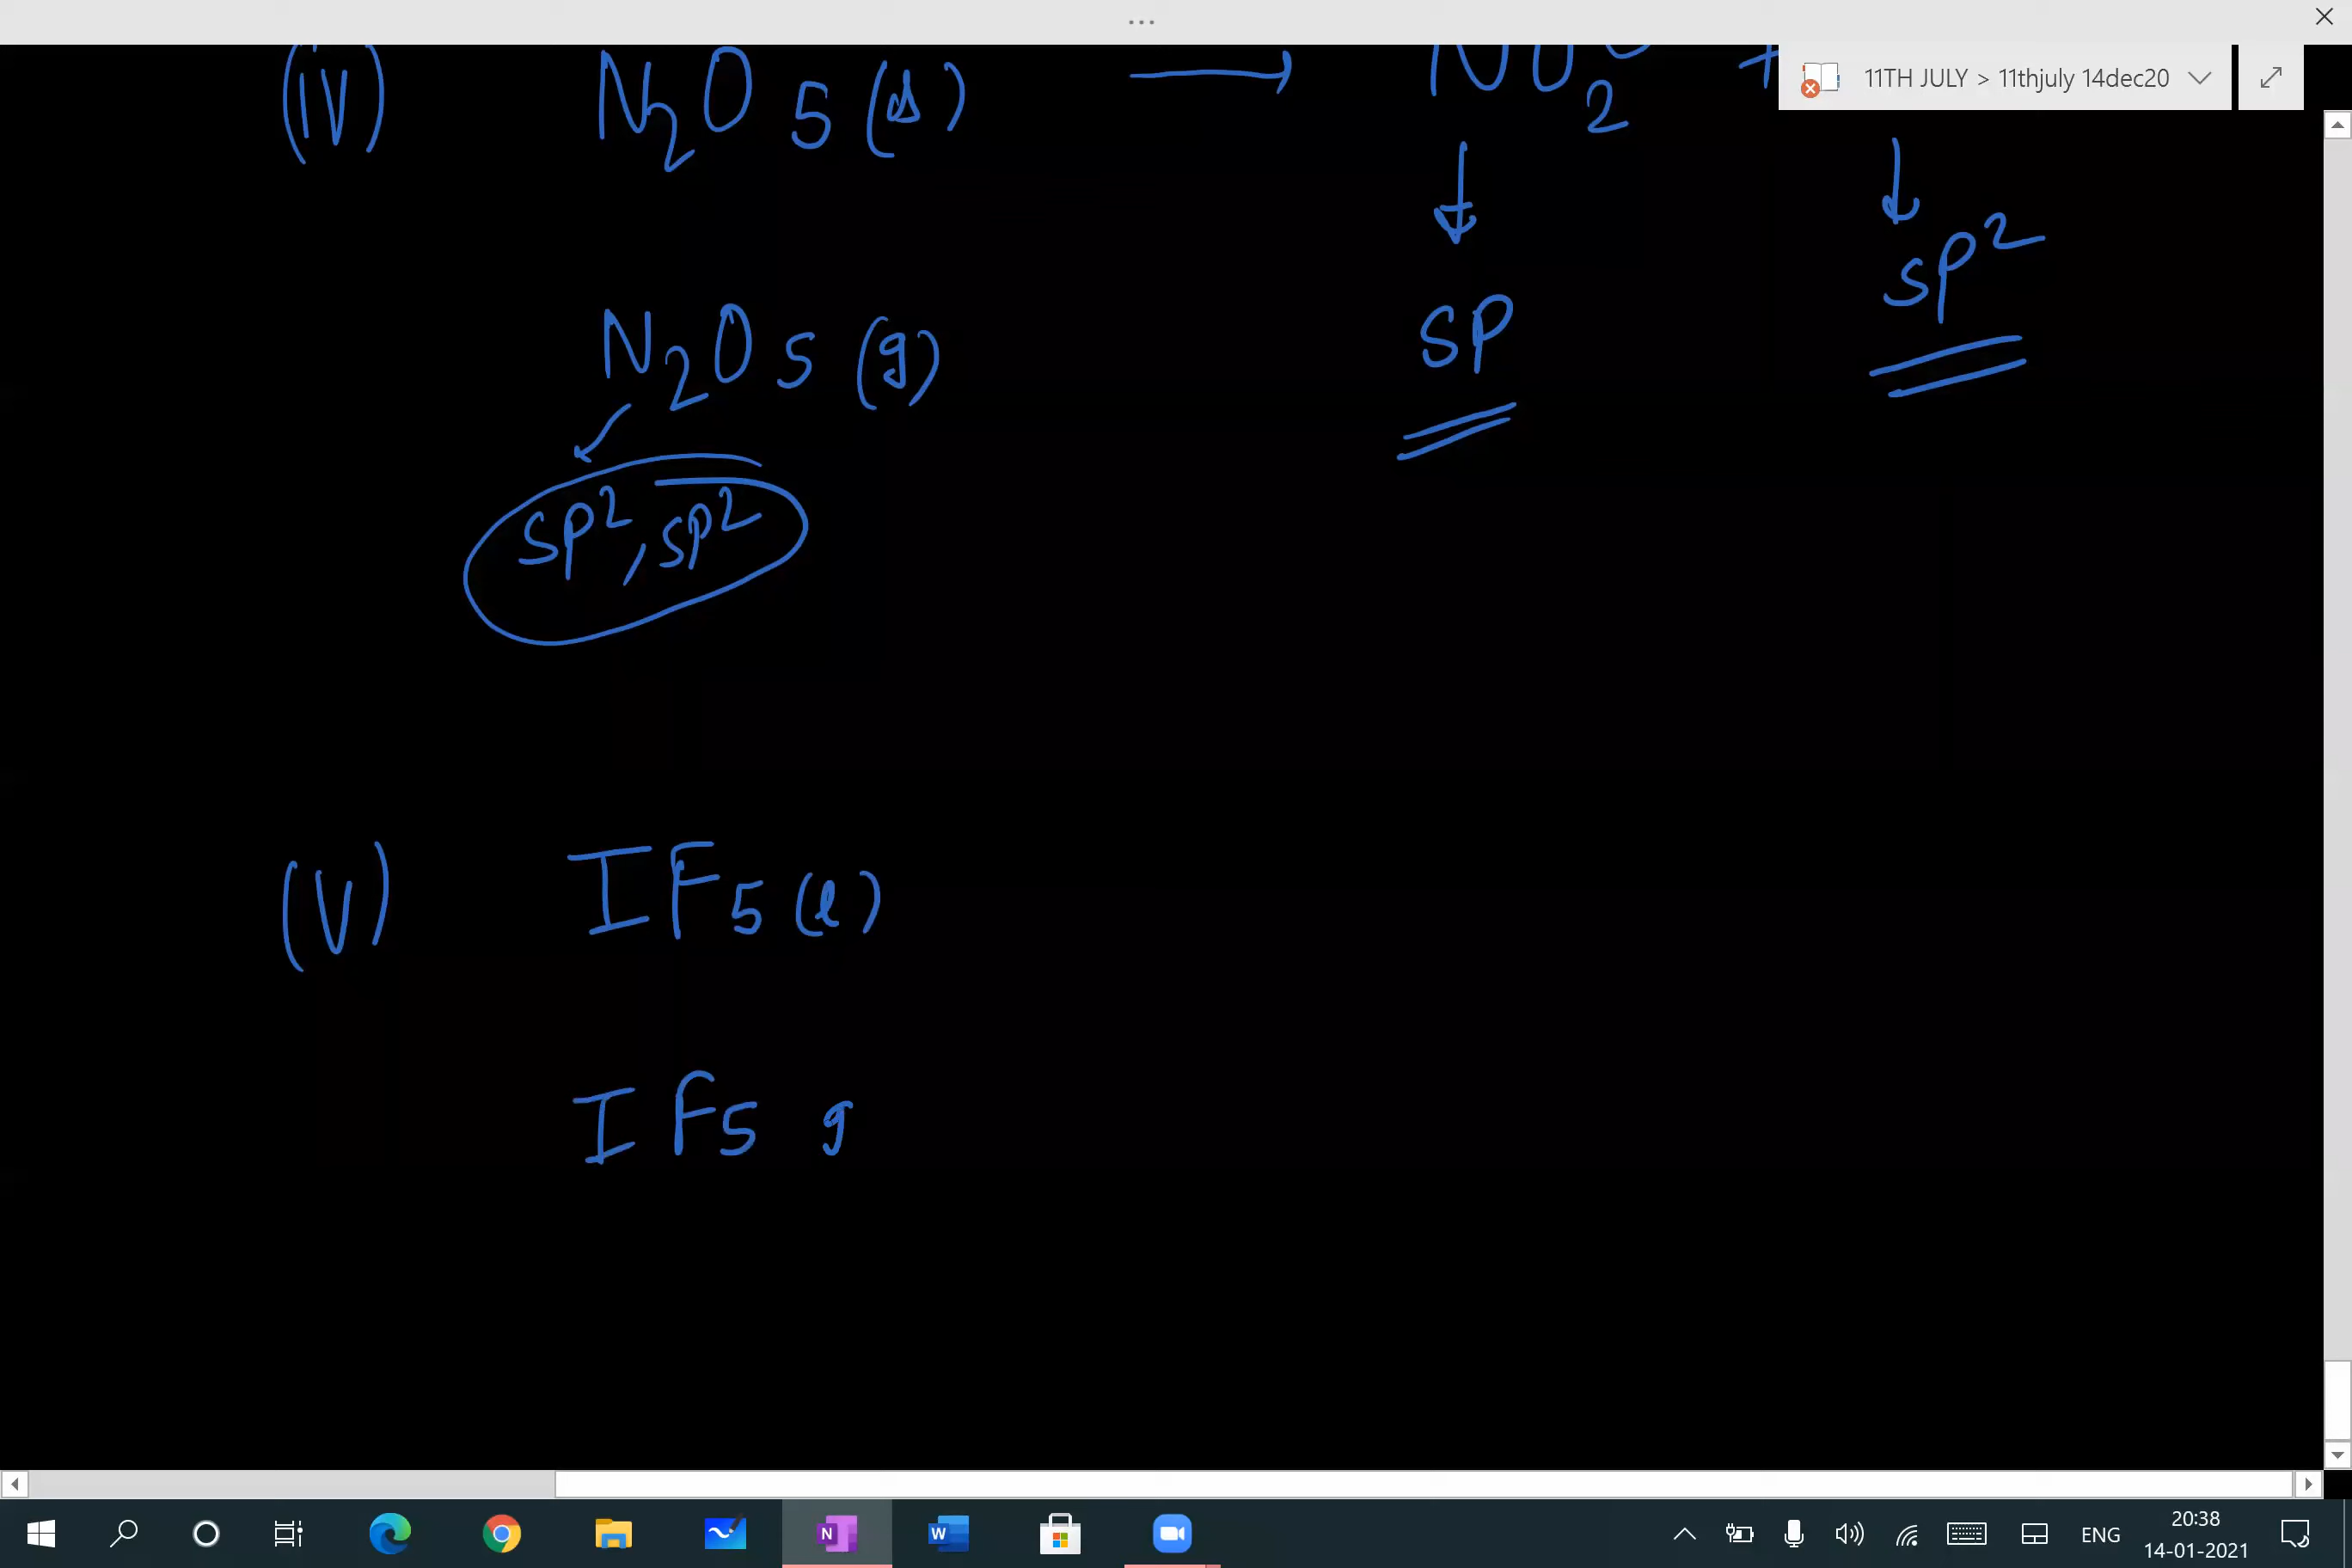 11TH JULY > 11thjuly 14dec20
(IV) N2O5(s) → NO2 +
sp
sp²
N2O5(g)
sp², sp²
(V) IF5(l)
IF5 g
ENG
20:38
14-01-2021